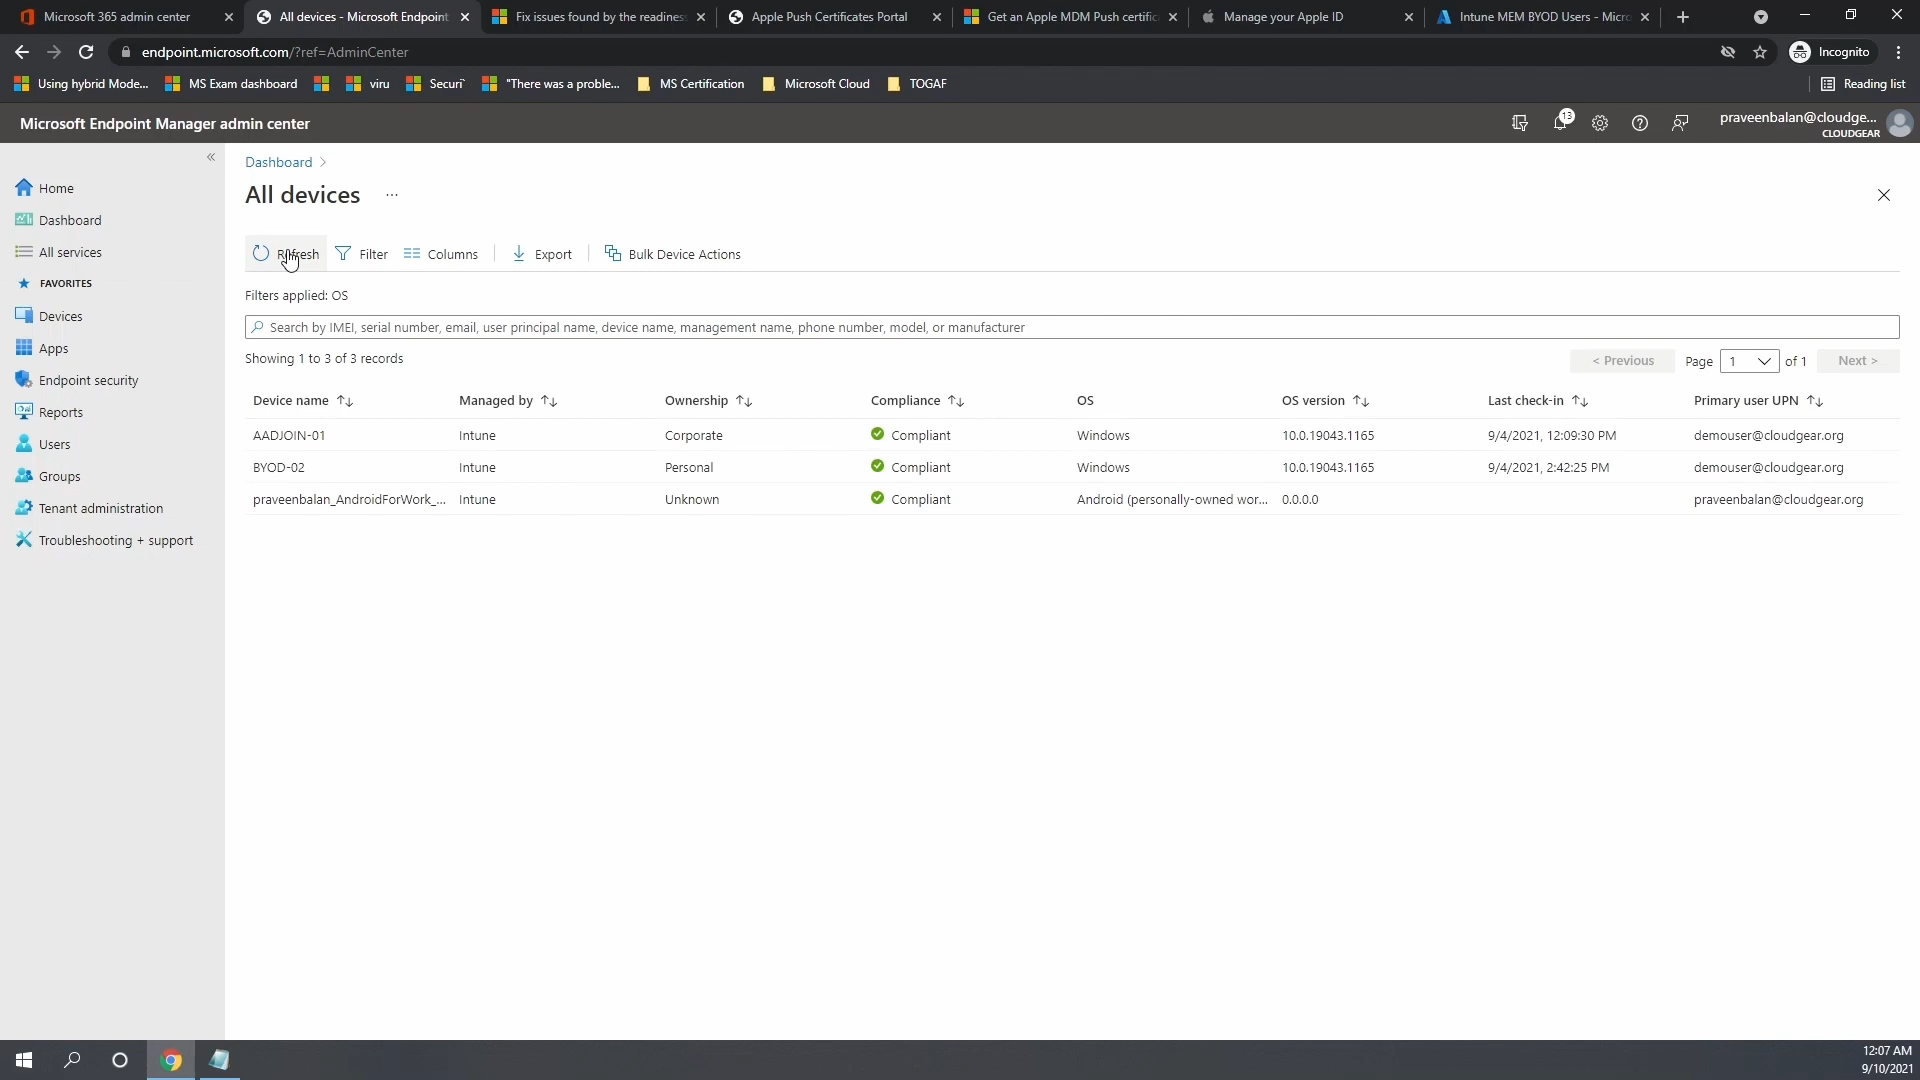 Microsoft 365 admin center
All devices - Microsoft Endpoint
Fix issues found by the readiness
Apple Push Certificates Portal
Get an Apple MDM Push certific
Manage your Apple ID
Intune MEM BYOD Users - Micro
endpoint.microsoft.com/?ref=AdminCenter
Incognito
Using hybrid Mode...
MS Exam dashboard
viru
Securi`
"There was a proble...
MS Certification
Microsoft Cloud
TOGAF
Reading list
Microsoft Endpoint Manager admin center
13
praveenbalan@cloudge...
CLOUDGEAR
Home
Dashboard
All services
FAVORITES
Devices
Apps
Endpoint security
Reports
Users
Groups
Tenant administration
Troubleshooting + support
Dashboard
All devices ...
Refresh Filter Columns Export Bulk Device Actions
Filters applied: OS
Search by IMEI, serial number, email, user principal name, device name, management name, phone number, model, or manufacturer
Showing 1 to 3 of 3 records
< Previous Page 1 of 1 Next >
Device name Managed by Ownership Compliance OS OS version Last check-in Primary user UPN
AADJOIN-01 Intune Corporate Compliant Windows 10.0.19043.1165 9/4/2021, 12:09:30 PM demouser@cloudgear.org
BYOD-02 Intune Personal Compliant Windows 10.0.19043.1165 9/4/2021, 2:42:25 PM demouser@cloudgear.org
praveenbalan_AndroidForWork_... Intune Unknown Compliant Android (personally-owned wor... 0.0.0.0 praveenbalan@cloudgear.org
12:07 AM
9/10/2021